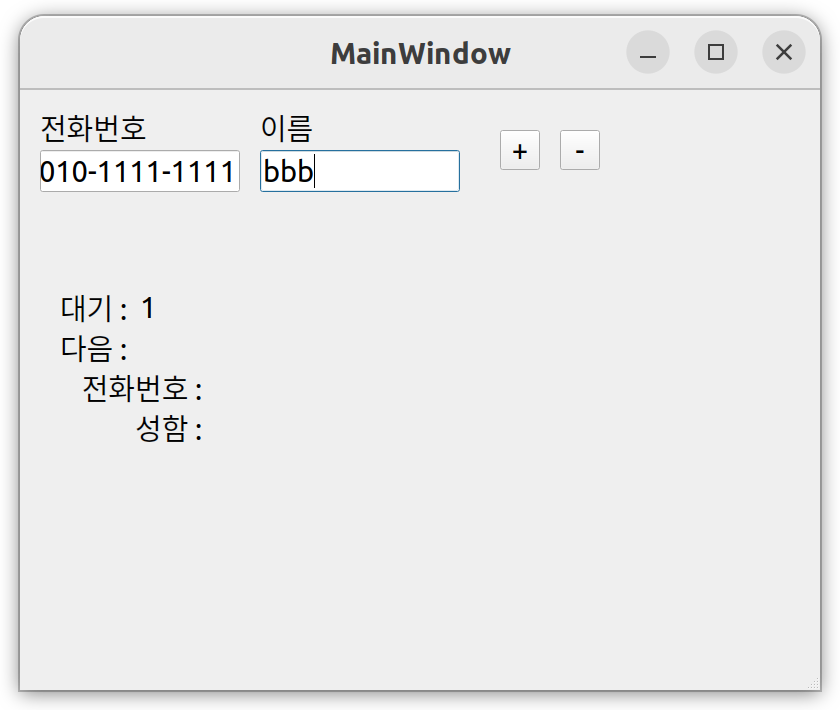 MainWindow
전화번호 이름
010-1111-1111 bbb + -
대기 : 1
다음 :
전화번호 :
성함 :